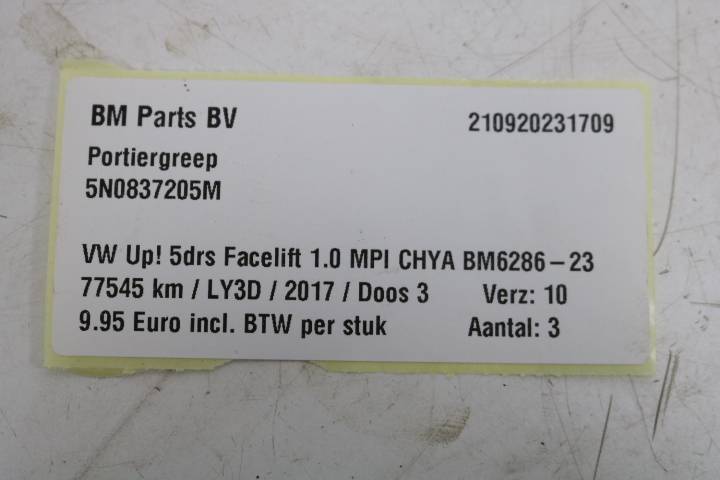 BM Parts BV 210920231709
Portiergreep
5N0837205M
VW Up! 5drs Facelift 1.0 MPI CHYA BM6286-23
77545 km / LY3D / 2017 / Doos 3 Verz: 10
9.95 Euro incl. BTW per stuk Aantal: 3